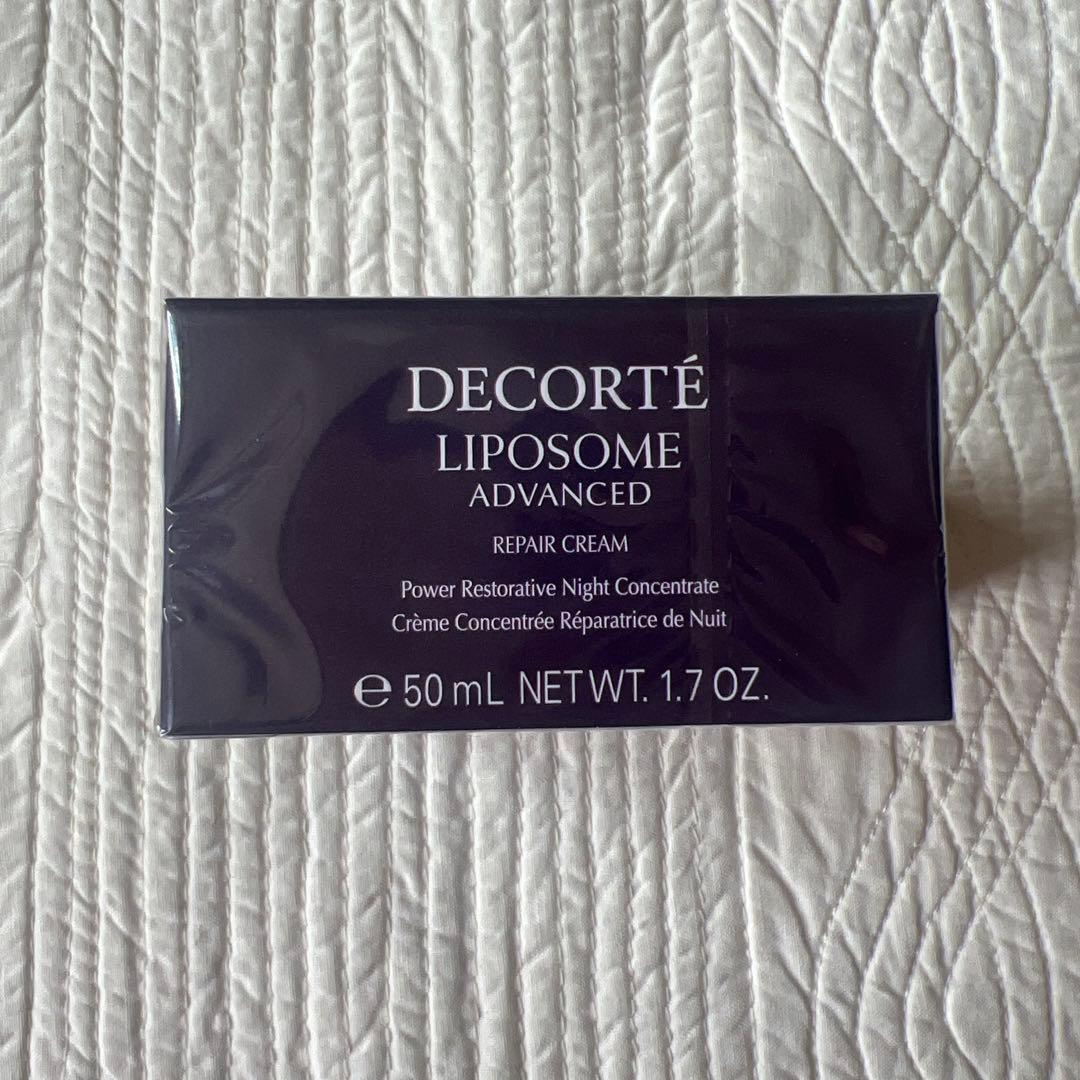 DECORTÉ
LIPOSOME
ADVANCED
REPAIR CREAM
Power Restorative Night Concentrate
Crème Concentrée Réparatrice de Nuit
℮ 50 mL NET WT. 1.7 OZ.